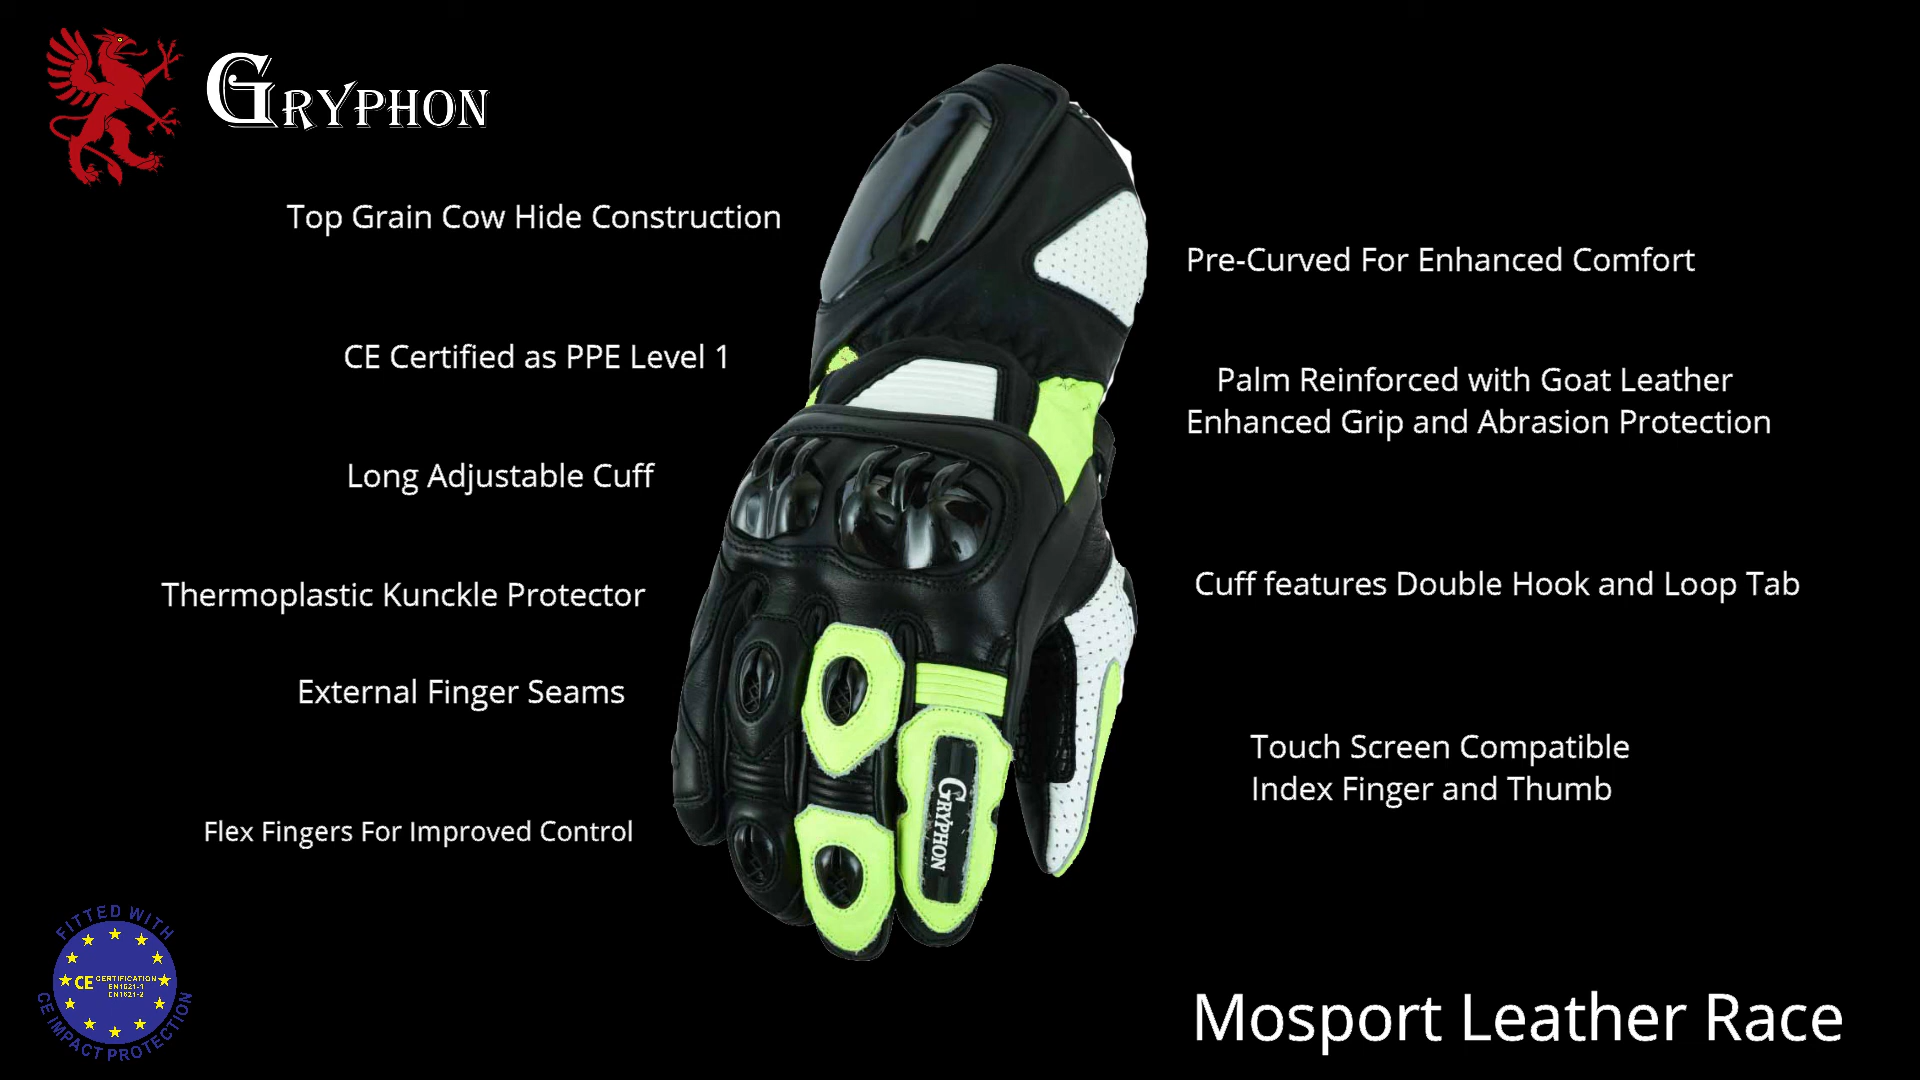 GRYPHON
Top Grain Cow Hide Construction
Pre-Curved For Enhanced Comfort
CE Certified as PPE Level 1
Palm Reinforced with Goat Leather
Enhanced Grip and Abrasion Protection
Long Adjustable Cuff
Cuff features Double Hook and Loop Tab
Thermoplastic Kunckle Protector
External Finger Seams
Touch Screen Compatible
Index Finger and Thumb
Flex Fingers For Improved Control
GRYPHON
FITTED WITH
CE CERTIFICATION
EN1621-1
EN1621-2
CE IMPACT PROTECTION
Mosport Leather Race